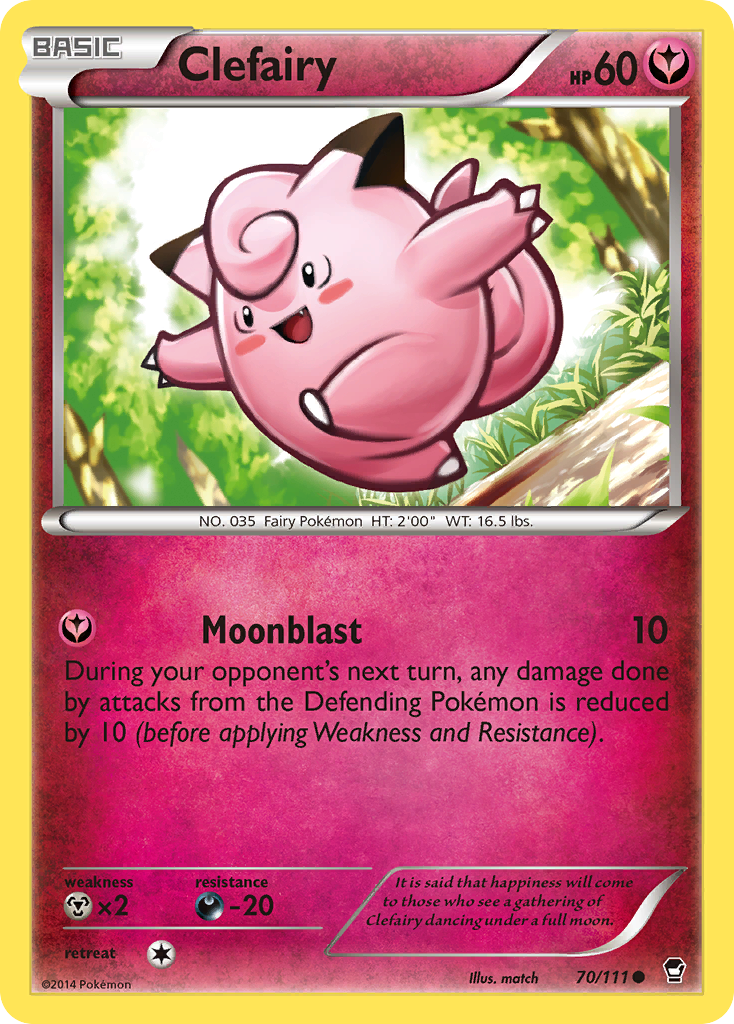 BASIC
Clefairy
HP60
NO. 035 Fairy Pokémon HT: 2'00" WT: 16.5 lbs.
Moonblast 10
During your opponent's next turn, any damage done
by attacks from the Defending Pokémon is reduced
by 10 (before applying Weakness and Resistance).
weakness
×2
resistance
-20
It is said that happiness will come
to those who see a gathering of
Clefairy dancing under a full moon.
retreat
©2014 Pokémon
Illus. match
70/111